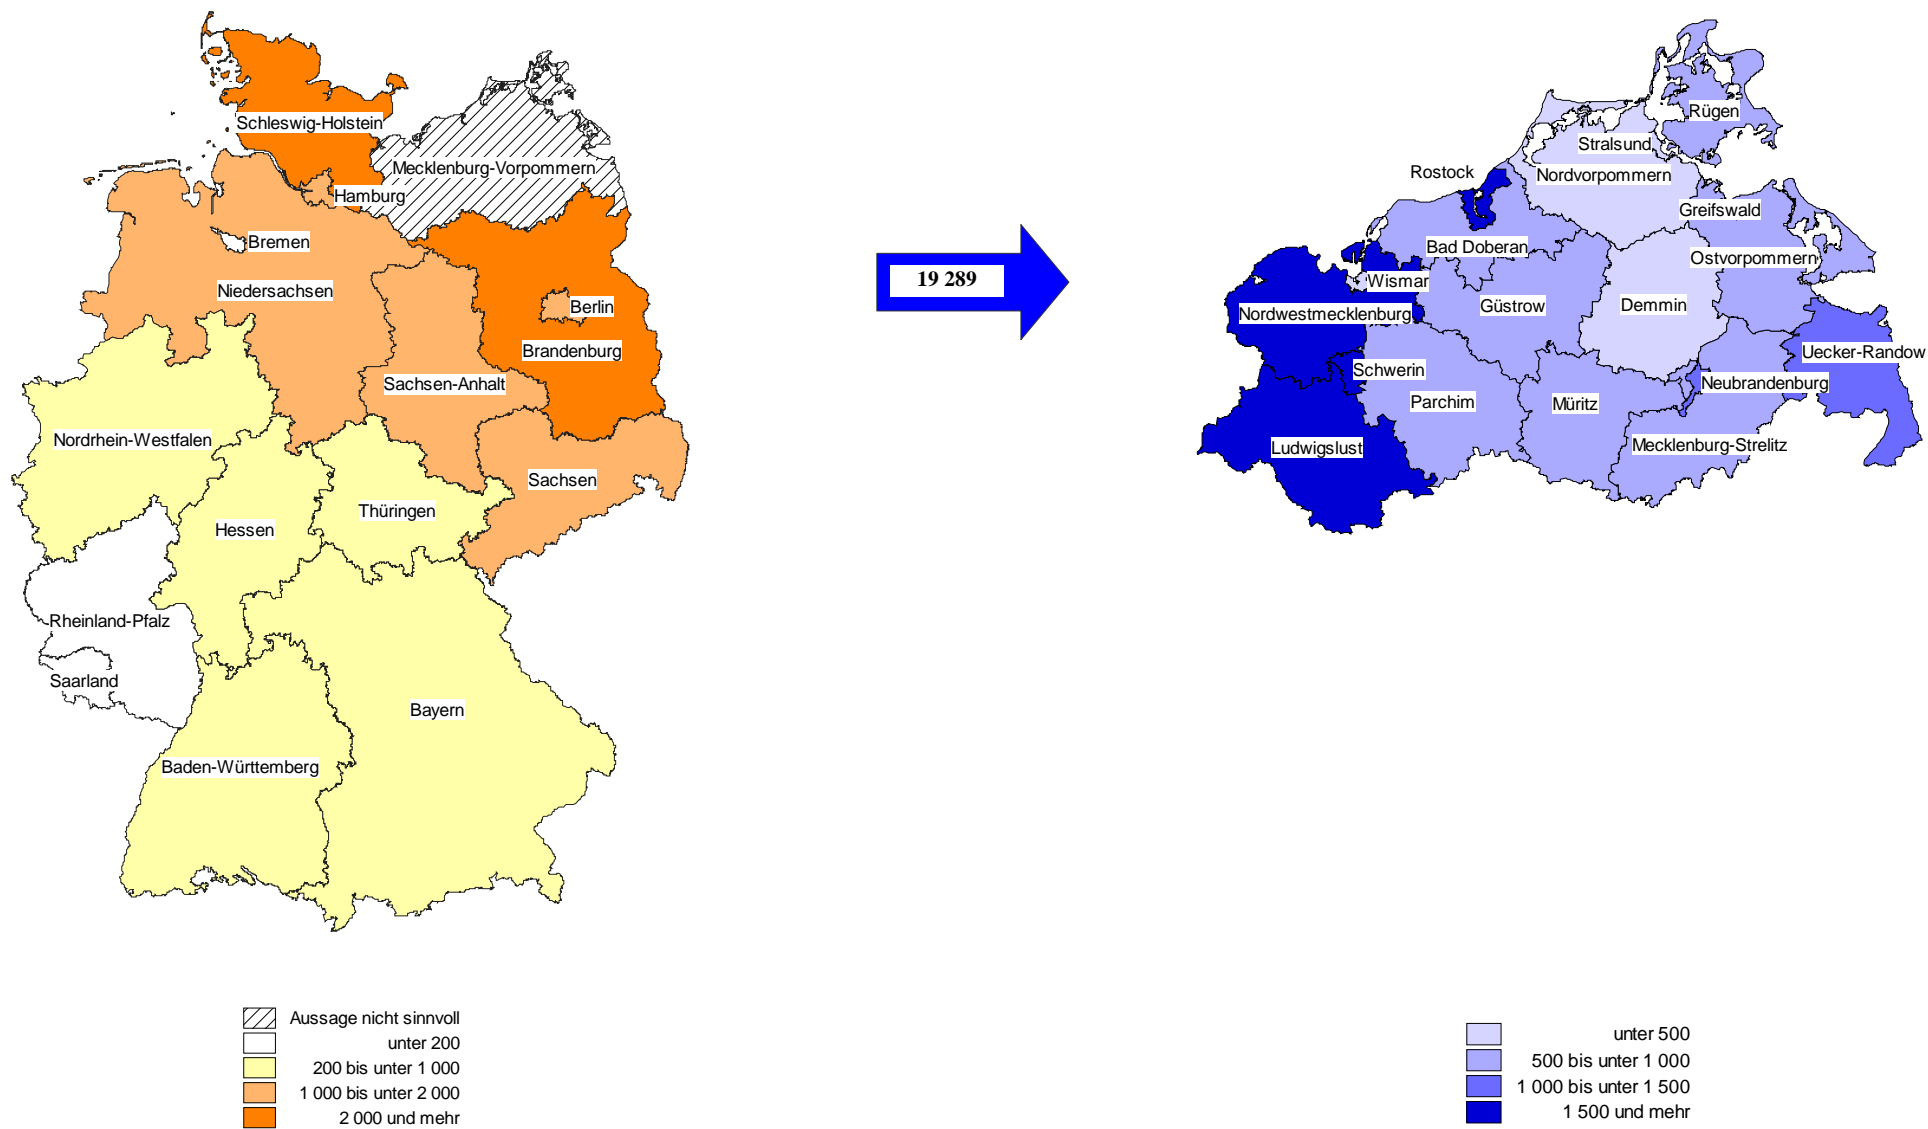 Schleswig-Holstein
Mecklenburg-Vorpommern
Hamburg
Bremen
Niedersachsen
Berlin
Brandenburg
Sachsen-Anhalt
Nordrhein-Westfalen
Sachsen
Thüringen
Hessen
Rheinland-Pfalz
Saarland
Bayern
Baden-Württemberg
Aussage nicht sinnvoll
unter 200
200 bis unter 1 000
1 000 bis unter 2 000
2 000 und mehr
19 289
Rügen
Stralsund
Rostock
Nordvorpommern
Greifswald
Bad Doberan
Ostvorpommern
Wismar
Nordwestmecklenburg
Güstrow
Demmin
Uecker-Randow
Schwerin
Neubrandenburg
Parchim
Müritz
Ludwigslust
Mecklenburg-Strelitz
unter 500
500 bis unter 1 000
1 000 bis unter 1 500
1 500 und mehr